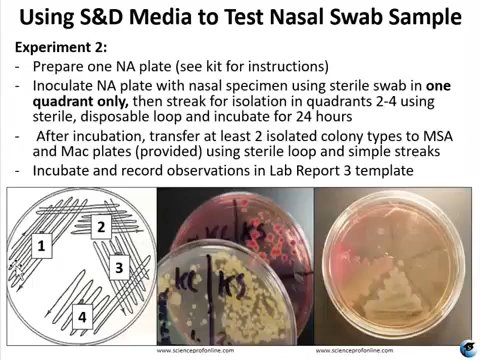 Using S&D Media to Test Nasal Swab Sample
Experiment 2:
- Prepare one NA plate (see kit for instructions)
- Inoculate NA plate with nasal specimen using sterile swab in one
quadrant only, then streak for isolation in quadrants 2-4 using
sterile, disposable loop and incubate for 24 hours
- After incubation, transfer at least 2 isolated colony types to MSA
and Mac plates (provided) using sterile loop and simple streaks
- Incubate and record observations in Lab Report 3 template
1
2
3
4
KC KS
KC KS
www.scienceprofonline.com
www.scienceprofonline.com